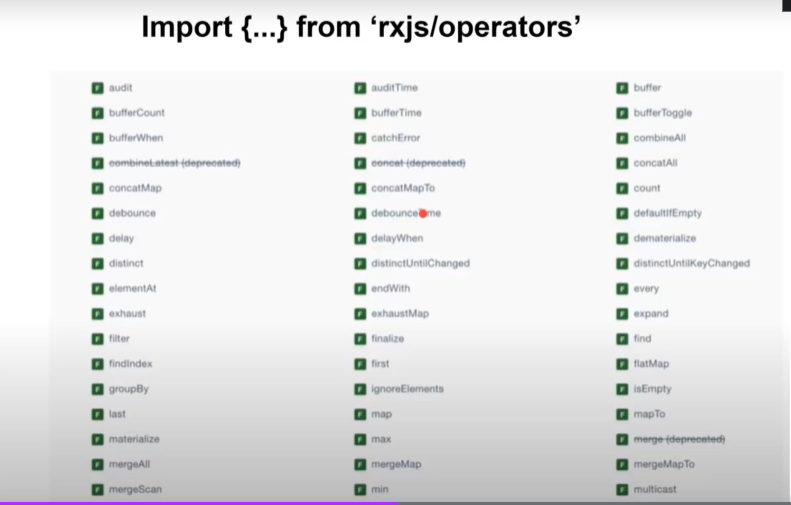 Import {...} from ‘rxjs/operators’
audit auditTime buffer
bufferCount bufferTime bufferToggle
bufferWhen catchError combineAll
combineLatest (deprecated) concat (deprecated) concatAll
concatMap concatMapTo count
debounce defaultIfEmpty
delay delayWhen dematerialize
distinct distinctUntilChanged distinctUntilKeyChanged
elementAt endWith every
exhaust exhaustMap expand
filter finalize find
findIndex first flatMap
groupBy ignoreElements isEmpty
last map mapTo
materialize max merge (deprecated)
mergeAll mergeMap mergeMapTo
mergeScan min multicast